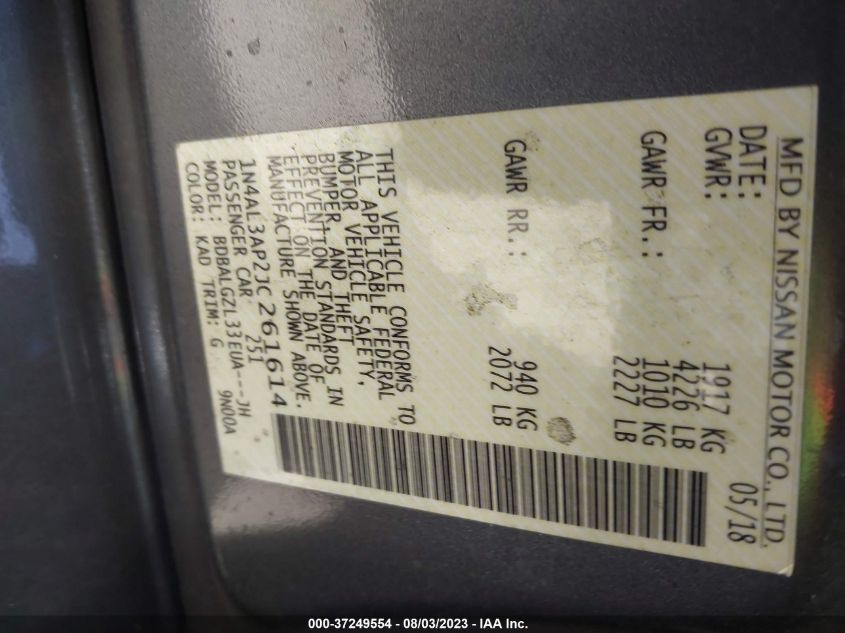 MFD BY NISSAN MOTOR CO., LTD.
DATE: 05/18
GVWR: 1917 KG
4226 LB
GAWR FR.: 1010 KG
2227 LB
GAWR RR.: 940 KG
2072 LB
THIS VEHICLE CONFORMS TO
ALL APPLICABLE FEDERAL
MOTOR VEHICLE SAFETY,
BUMPER, AND THEFT
PREVENTION STANDARDS IN
EFFECT ON THE DATE OF
MANUFACTURE SHOWN ABOVE.
1N4AL3AP2JC261614
PASSENGER CAR 251
MODEL: BDBALGZL33EUA---JH
COLOR: KAD TRIM: G 9N00A
000-37249554 - 08/03/2023 - IAA Inc.